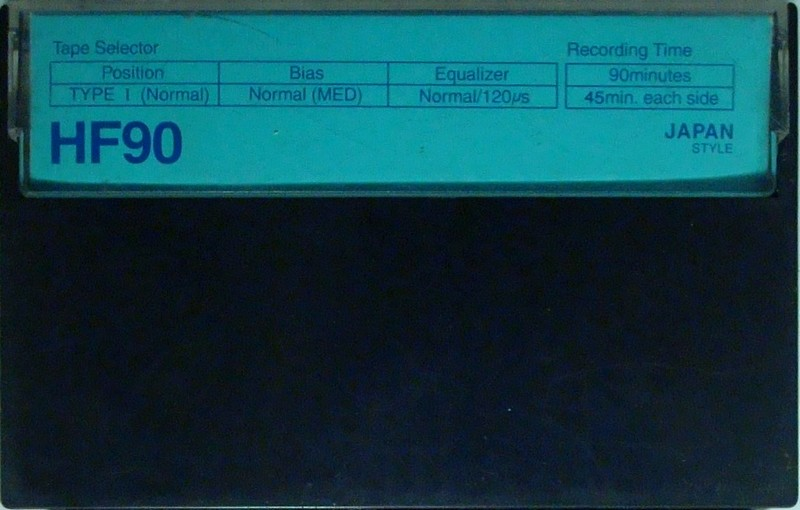 Tape Selector
Recording Time
Position Bias Equalizer
90minutes
TYPE I (Normal) Normal (MED) Normal/120µs
45min. each side
HF90
JAPAN
STYLE